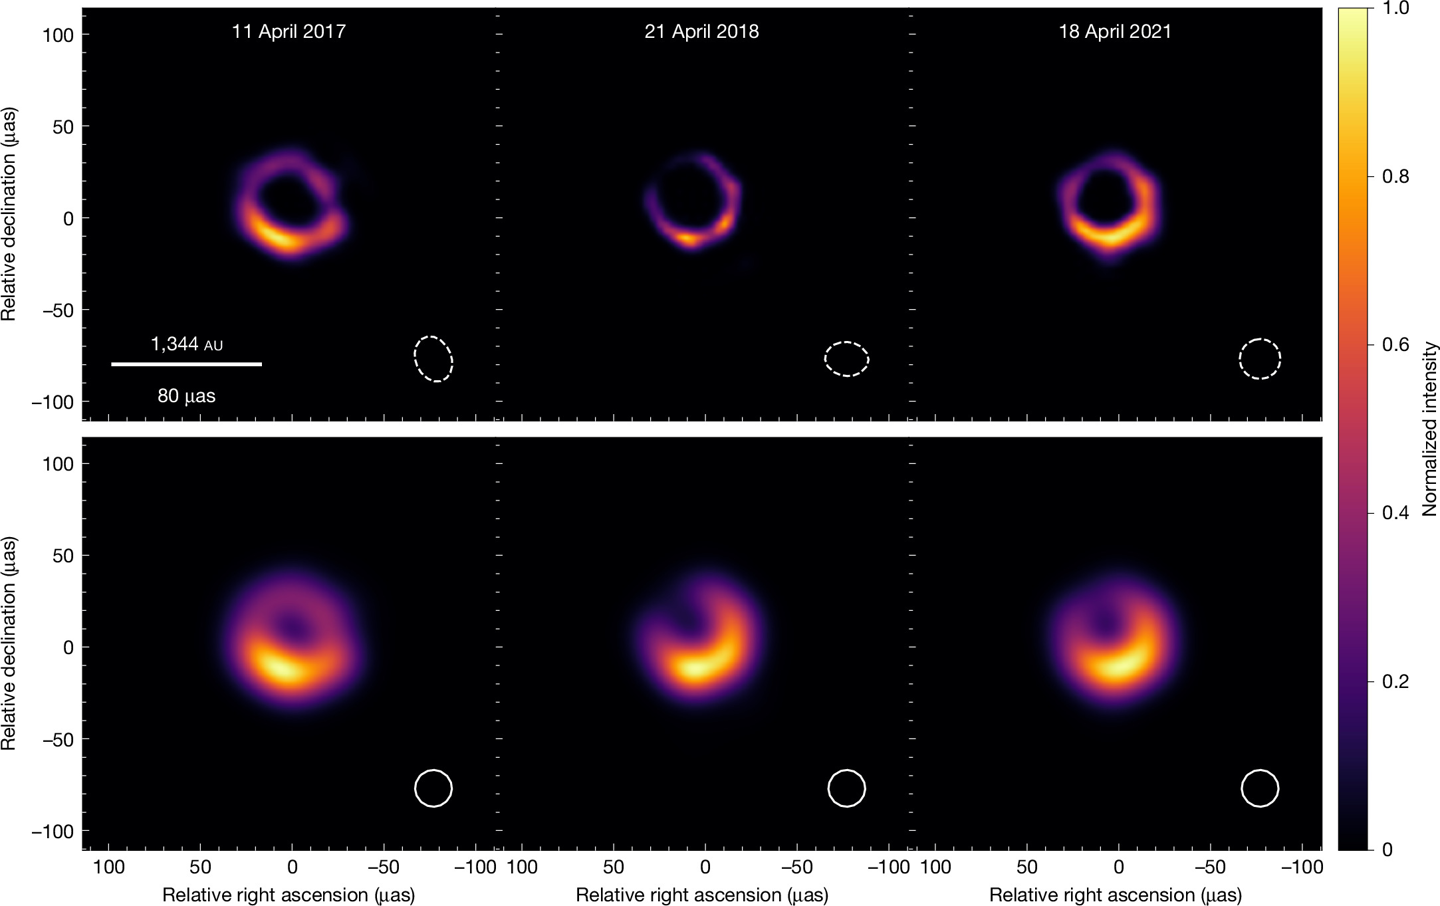 11 April 2017
21 April 2018
18 April 2021
1.0
100
50
0
−50
−100
Relative declination (μas)
1,344 AU
80 μas
0.8
0.6
0.4
0.2
0
Normalized intensity
100
50
0
−50
−100
Relative declination (μas)
100 50 0 −50 −100 100 50 0 −50 −100 100 50 0 −50 −100
Relative right ascension (μas)
Relative right ascension (μas)
Relative right ascension (μas)